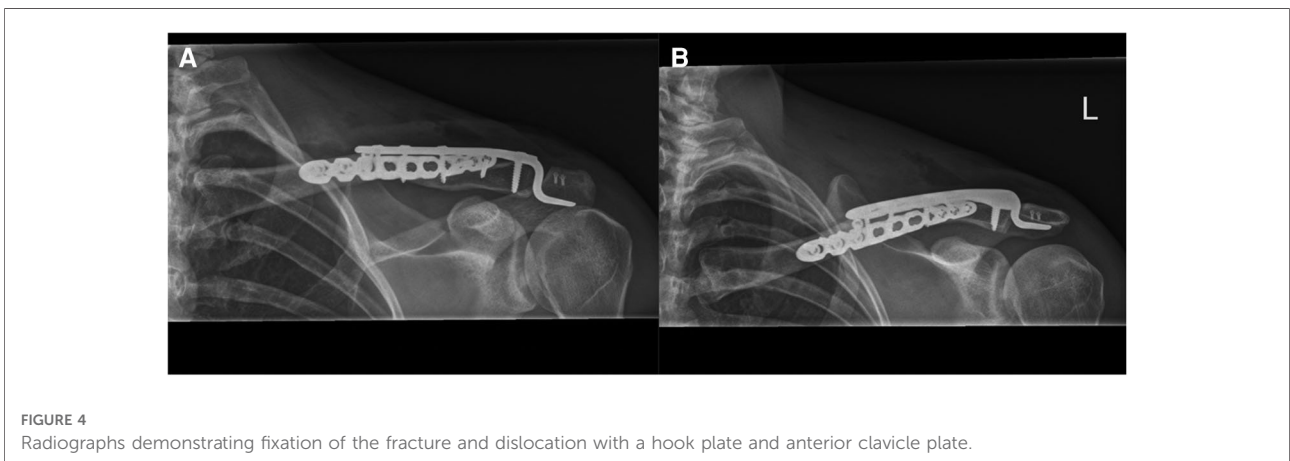 A
B
L
FIGURE 4
Radiographs demonstrating fixation of the fracture and dislocation with a hook plate and anterior clavicle plate.